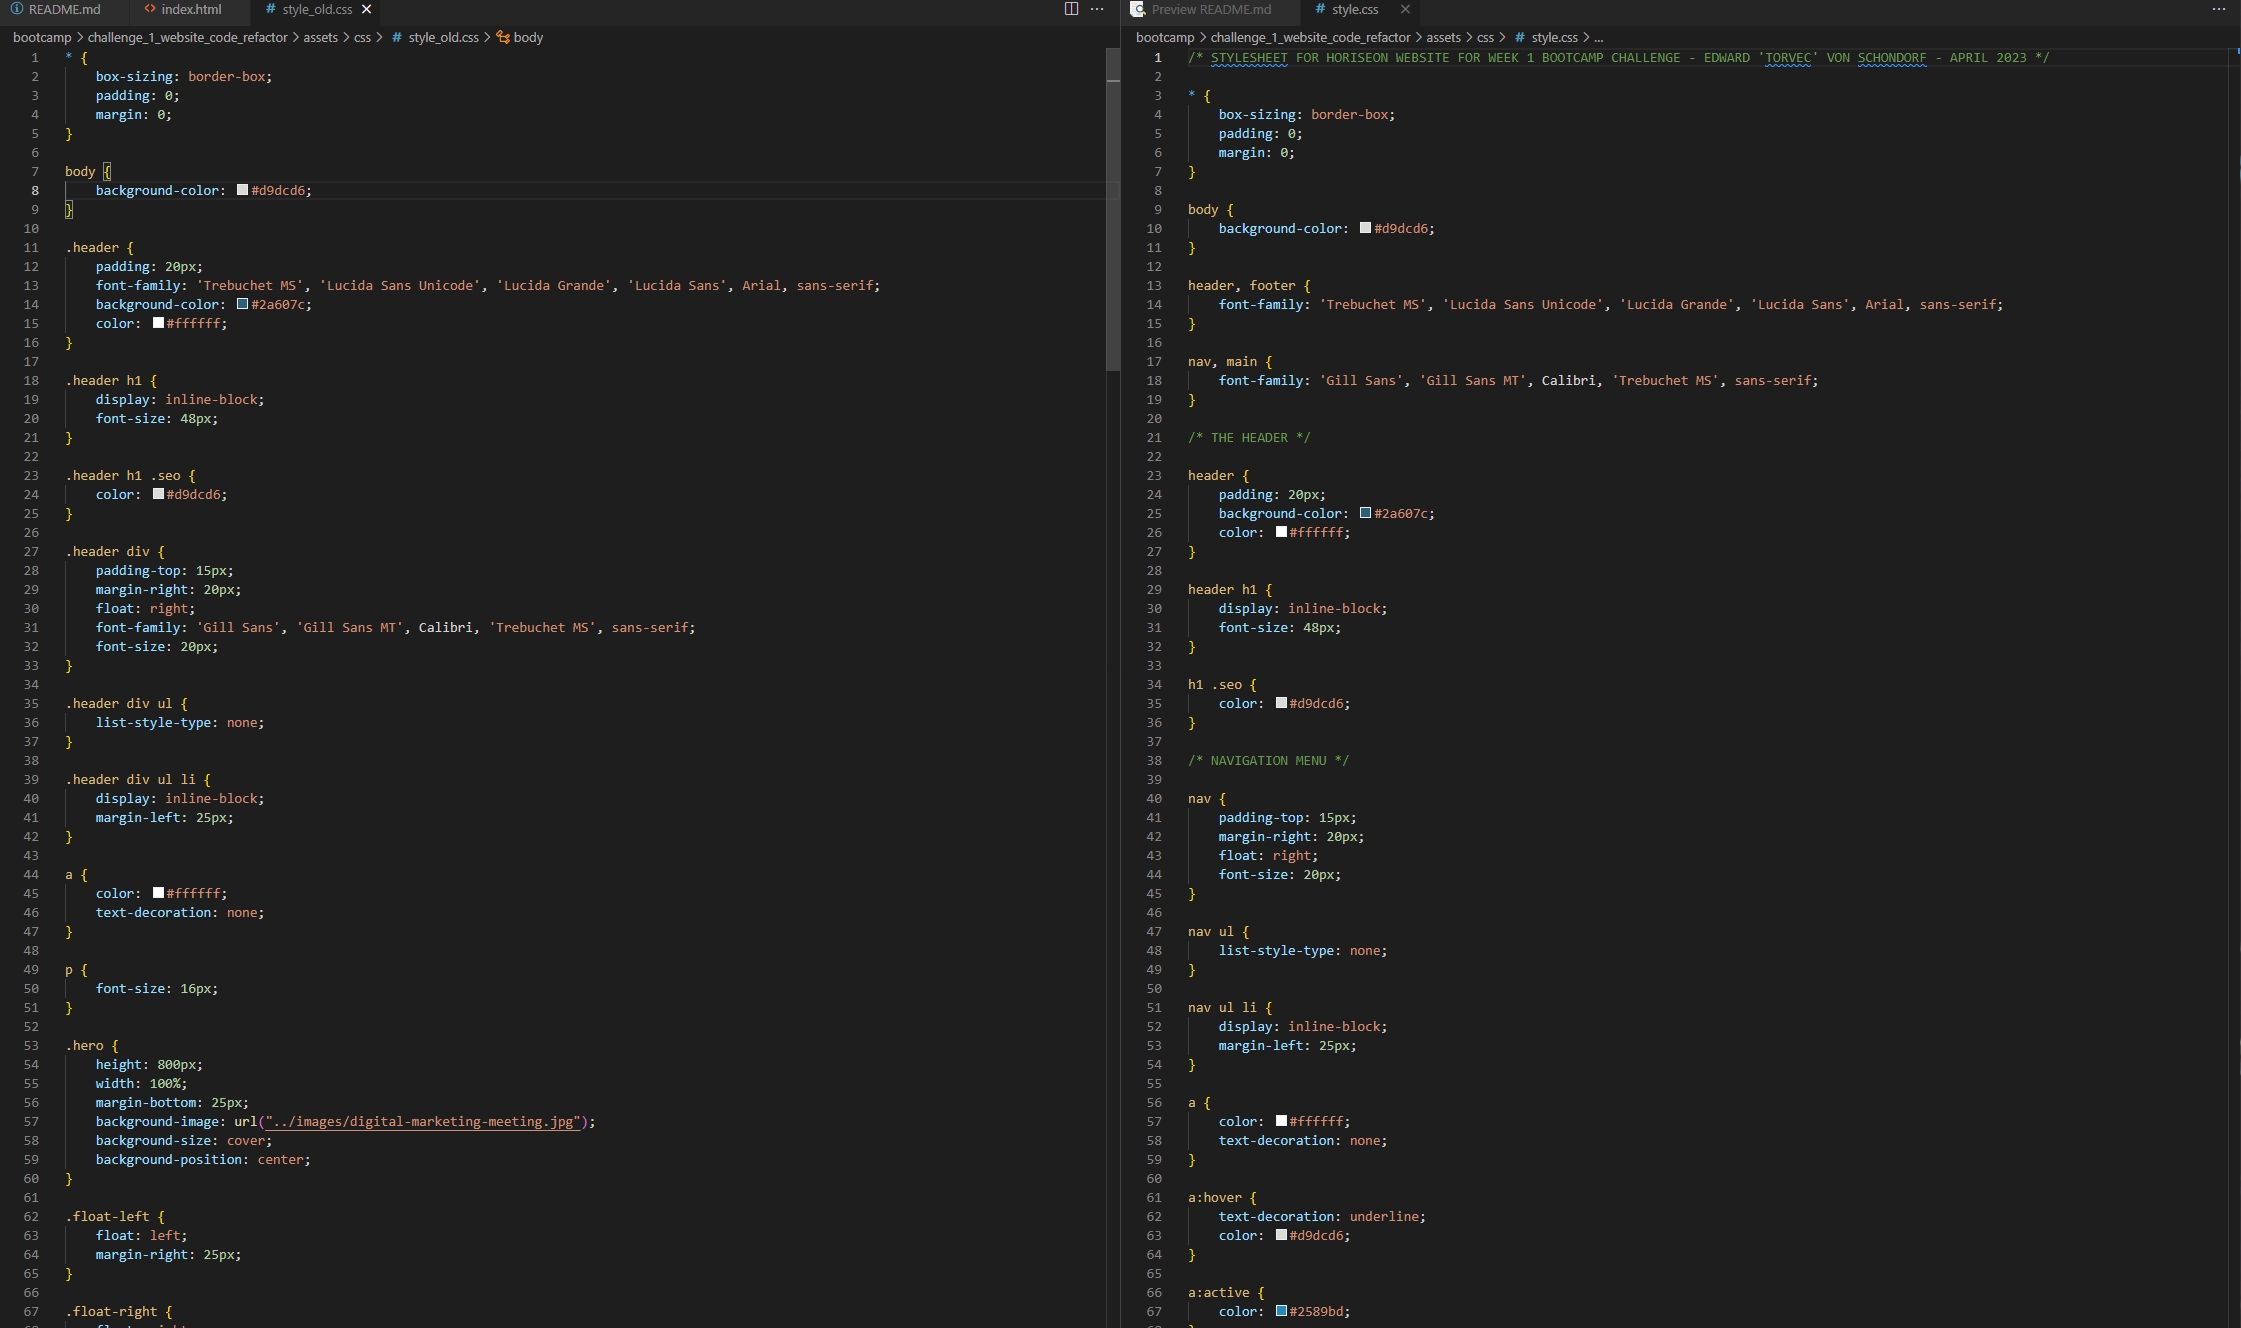 README.md
index.html
# style_old.css
bootcamp > challenge_1_website_code_refactor > assets > css > # style_old.css > body
1 * {
2 box-sizing: border-box;
3 padding: 0;
4 margin: 0;
5 }
6
7 body {
8 background-color: #d9dcd6;
9 }
10
11 .header {
12 padding: 20px;
13 font-family: 'Trebuchet MS', 'Lucida Sans Unicode', 'Lucida Grande', 'Lucida Sans', Arial, sans-serif;
14 background-color: #2a607c;
15 color: #ffffff;
16 }
17
18 .header h1 {
19 display: inline-block;
20 font-size: 48px;
21 }
22
23 .header h1 .seo {
24 color: #d9dcd6;
25 }
26
27 .header div {
28 padding-top: 15px;
29 margin-right: 20px;
30 float: right;
31 font-family: 'Gill Sans', 'Gill Sans MT', Calibri, 'Trebuchet MS', sans-serif;
32 font-size: 20px;
33 }
34
35 .header div ul {
36 list-style-type: none;
37 }
38
39 .header div ul li {
40 display: inline-block;
41 margin-left: 25px;
42 }
43
44 a {
45 color: #ffffff;
46 text-decoration: none;
47 }
48
49 p {
50 font-size: 16px;
51 }
52
53 .hero {
54 height: 800px;
55 width: 100%;
56 margin-bottom: 25px;
57 background-image: url("../images/digital-marketing-meeting.jpg");
58 background-size: cover;
59 background-position: center;
60 }
61
62 .float-left {
63 float: left;
64 margin-right: 25px;
65 }
66
67 .float-right {
Preview README.md
# style.css
bootcamp > challenge_1_website_code_refactor > assets > css > # style.css > ...
1 /* STYLESHEET FOR HORISEON WEBSITE FOR WEEK 1 BOOTCAMP CHALLENGE - EDWARD 'TORVEC' VON SCHONDORF - APRIL 2023 */
2
3 * {
4 box-sizing: border-box;
5 padding: 0;
6 margin: 0;
7 }
8
9 body {
10 background-color: #d9dcd6;
11 }
12
13 header, footer {
14 font-family: 'Trebuchet MS', 'Lucida Sans Unicode', 'Lucida Grande', 'Lucida Sans', Arial, sans-serif;
15 }
16
17 nav, main {
18 font-family: 'Gill Sans', 'Gill Sans MT', Calibri, 'Trebuchet MS', sans-serif;
19 }
20
21 /* THE HEADER */
22
23 header {
24 padding: 20px;
25 background-color: #2a607c;
26 color: #ffffff;
27 }
28
29 header h1 {
30 display: inline-block;
31 font-size: 48px;
32 }
33
34 h1 .seo {
35 color: #d9dcd6;
36 }
37
38 /* NAVIGATION MENU */
39
40 nav {
41 padding-top: 15px;
42 margin-right: 20px;
43 float: right;
44 font-size: 20px;
45 }
46
47 nav ul {
48 list-style-type: none;
49 }
50
51 nav ul li {
52 display: inline-block;
53 margin-left: 25px;
54 }
55
56 a {
57 color: #ffffff;
58 text-decoration: none;
59 }
60
61 a:hover {
62 text-decoration: underline;
63 color: #d9dcd6;
64 }
65
66 a:active {
67 color: #2589bd;